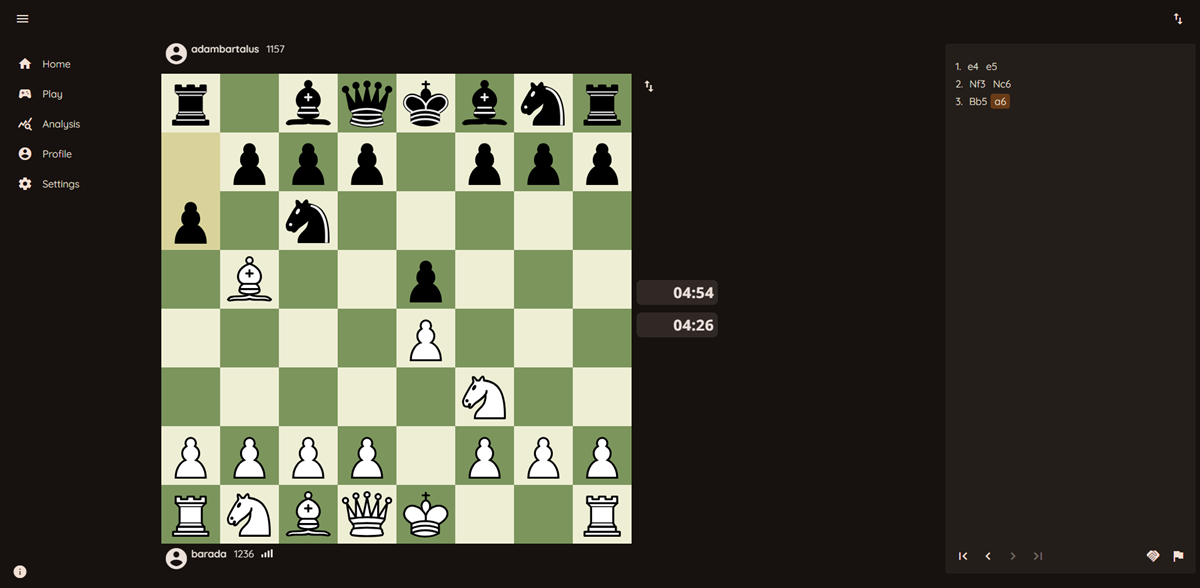 adambartalus 1157
Home
Play
Analysis
Profile
Settings
04:54
04:26
barada 1236
1. e4 e5
2. Nf3 Nc6
3. Bb5 a6